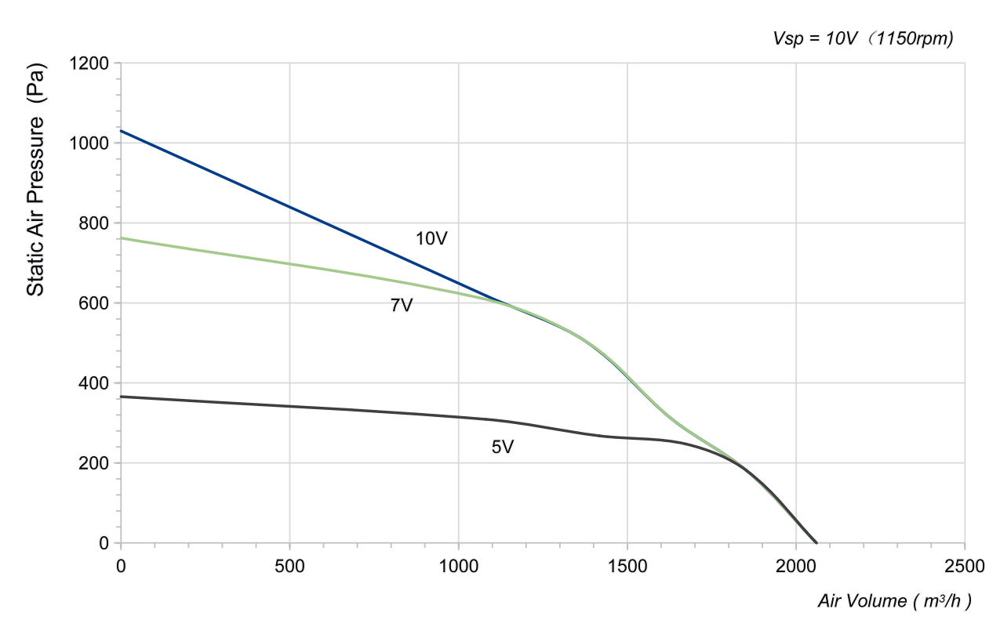 Vsp = 10V（1150rpm)
Static Air Pressure (Pa)
1200
1000
800
600
400
200
0
10V
7V
5V
0 500 1000 1500 2000 2500
Air Volume ( m³/h )